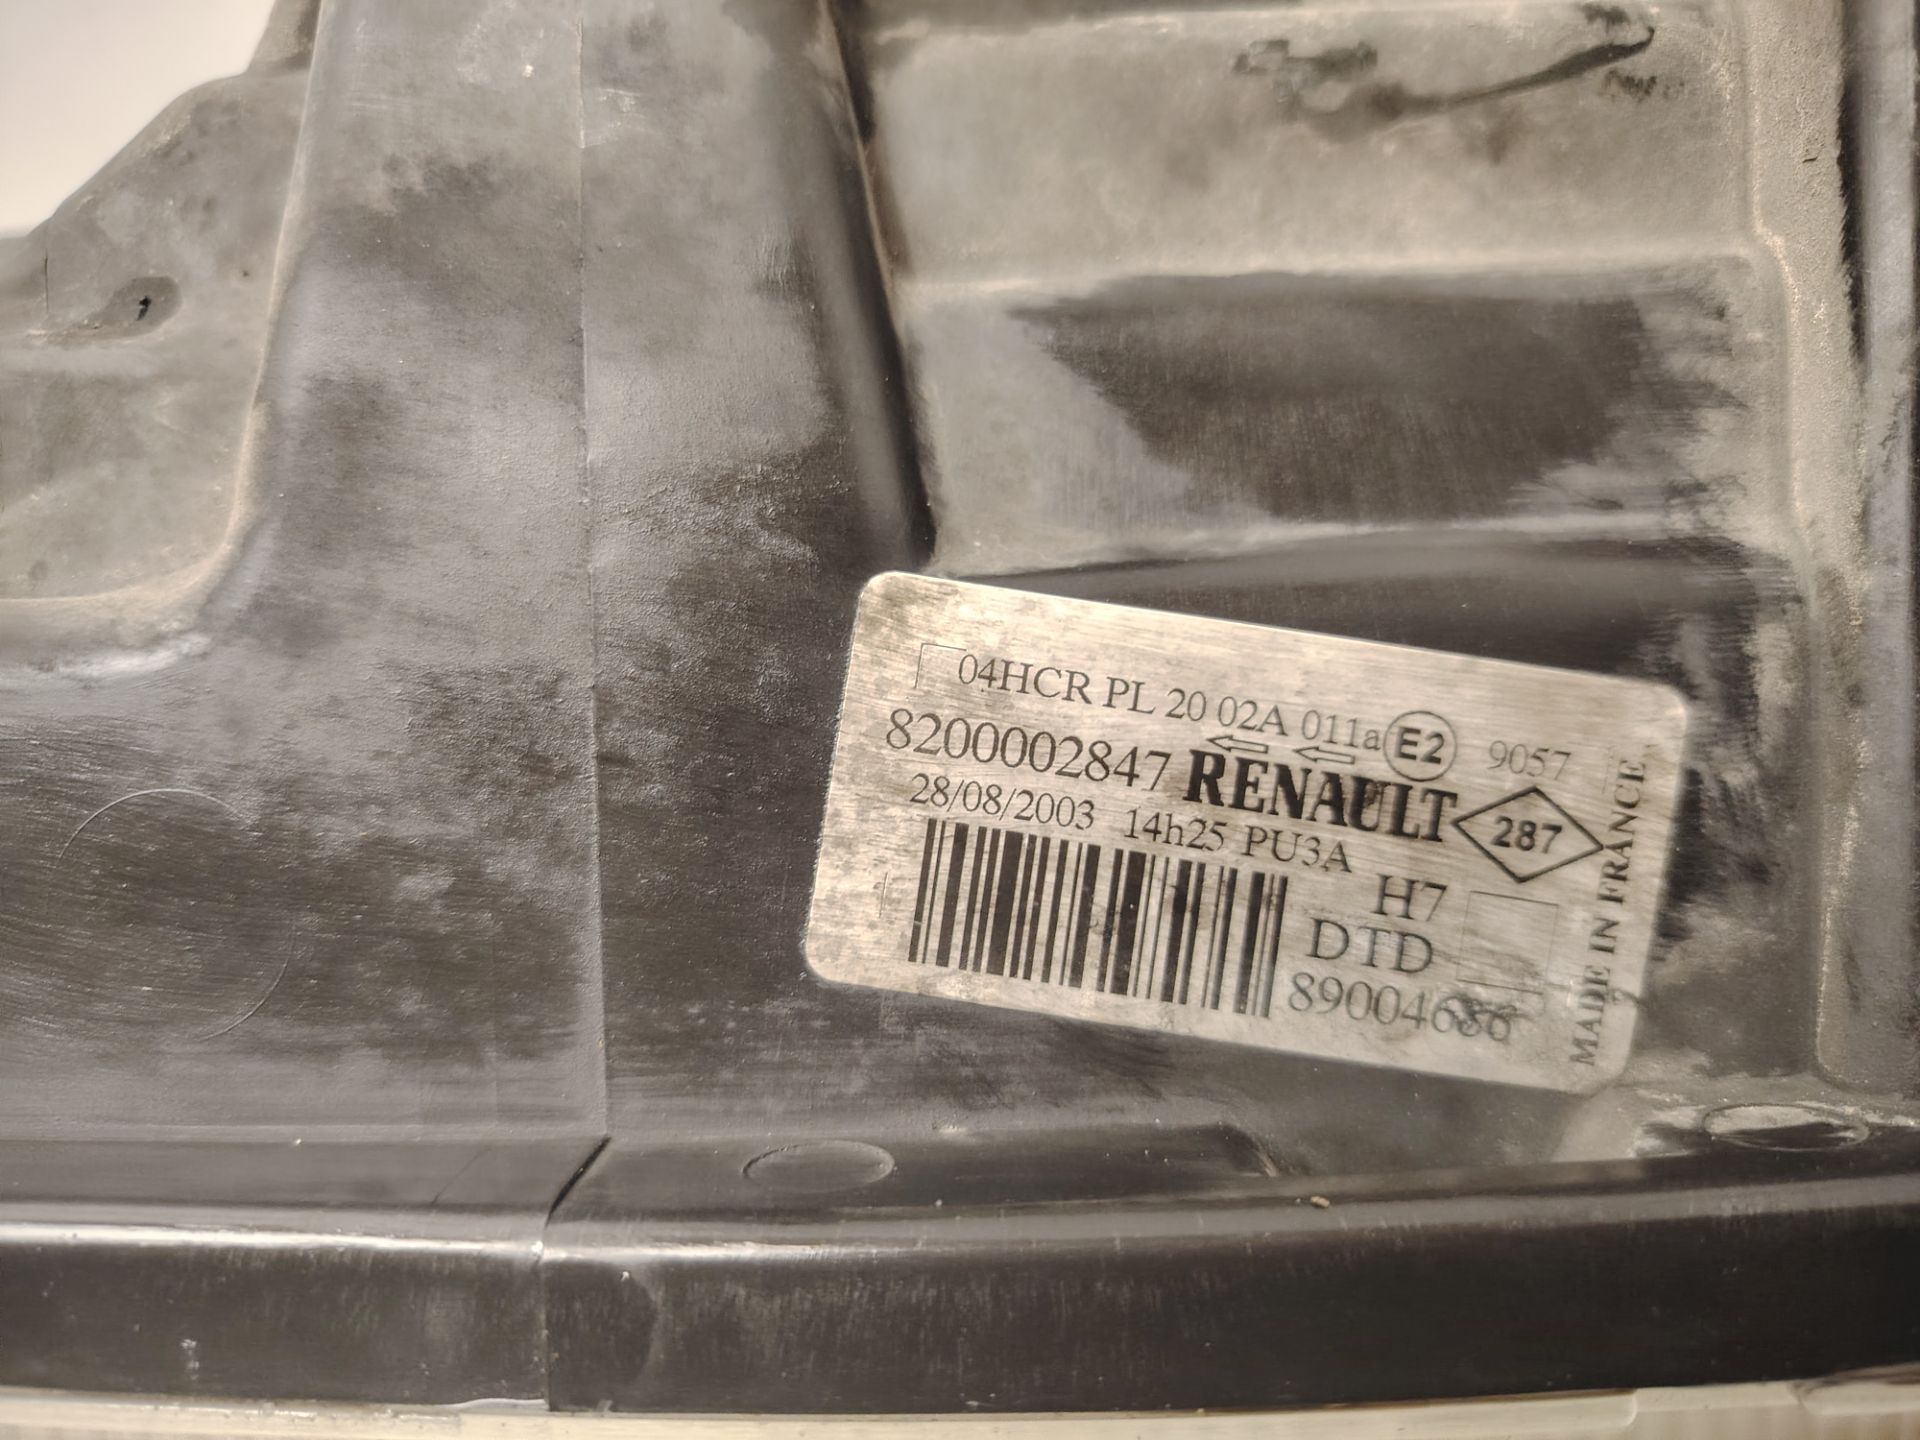 04HCR PL 20 02A 011a E2 9057
8200002847 RENAULT 287
28/08/2003 14h25 PU3A
H7
DTD
89004686
MADE IN FRANCE